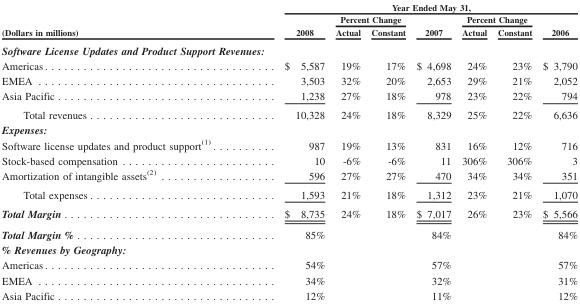 Year Ended May 31,
Percent Change Percent Change
(Dollars in millions) 2008 Actual Constant 2007 Actual Constant 2006
Software License Updates and Product Support Revenues:
Americas $ 5,587 19% 17% $ 4,698 24% 23% $ 3,790
EMEA 3,503 32% 20% 2,653 29% 21% 2,052
Asia Pacific 1,238 27% 18% 978 23% 22% 794
Total revenues 10,328 24% 18% 8,329 25% 22% 6,636
Expenses:
Software license updates and product support(1) 987 19% 13% 831 16% 12% 716
Stock-based compensation 10 -6% -6% 11 306% 306% 3
Amortization of intangible assets(2) 596 27% 27% 470 34% 34% 351
Total expenses 1,593 21% 18% 1,312 23% 21% 1,070
Total Margin $ 8,735 24% 18% $ 7,017 26% 23% $ 5,566
Total Margin % 85% 84% 84%
% Revenues by Geography:
Americas 54% 57% 57%
EMEA 34% 32% 31%
Asia Pacific 12% 11% 12%